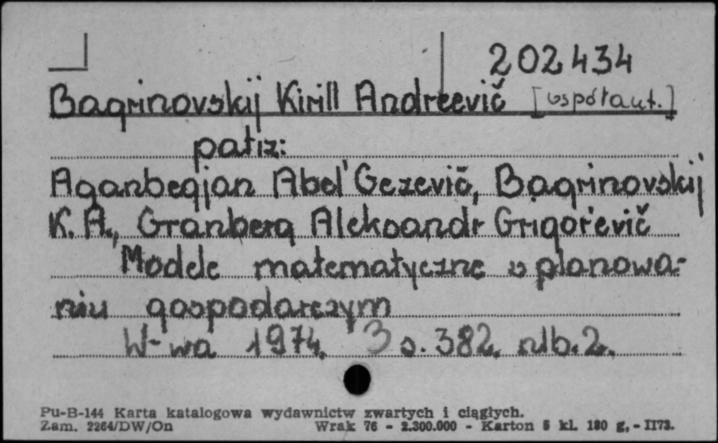 202434
Bagrinovskij Kirill Andreevič [współaut.]
patrz:
Aganbegjan Abel' Gezevič, Bagrinovskij
K. A., Granberg Aleksandr Grigor'evič
Modele matematyczne w planowa-
niu gospodarczym
W-wa 1974. 3 s. 382, nlb. 2.
Pu-B-144 Karta katalogowa wydawnictw zwartych i ciągłych.
Zam. 2264/DW/On Wrak 76 - 2.300.000 - Karton 5 kl. 180 g. - II73.